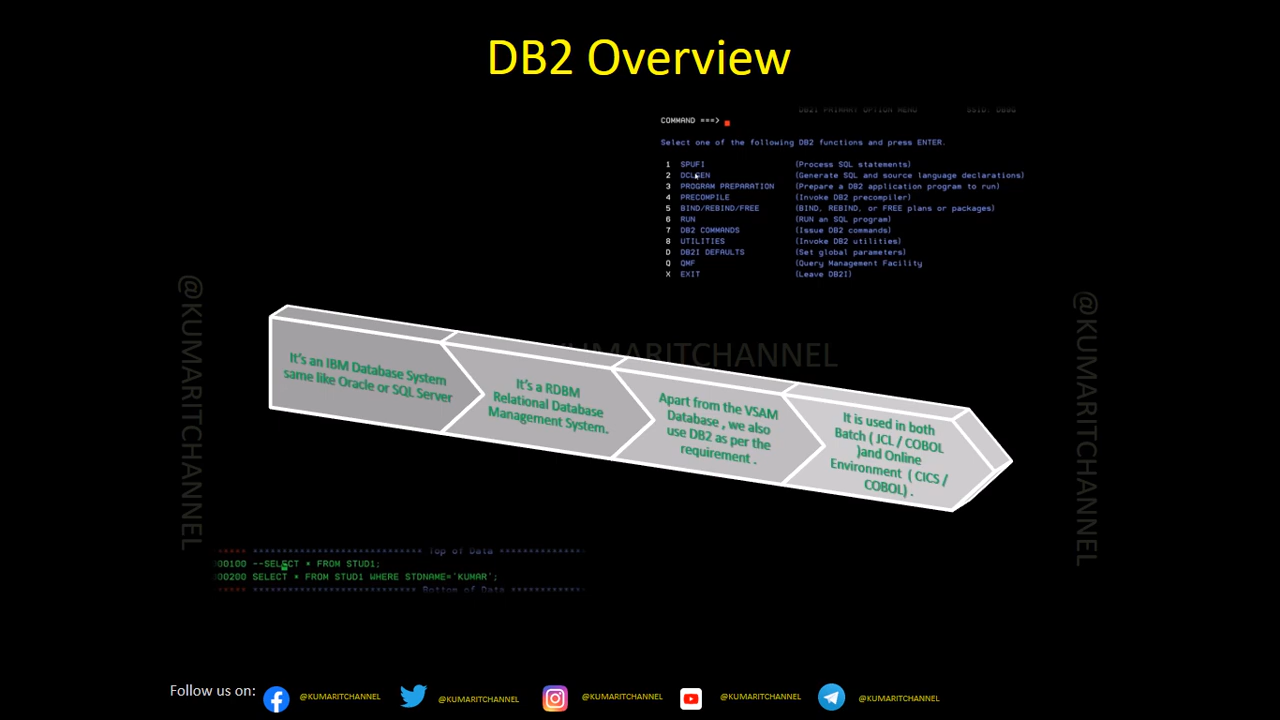 DB2 Overview
DB2I PRIMARY OPTION MENU SSID: DB9G
COMMAND ===>
Select one of the following DB2 functions and press ENTER.
1 SPUFI (Process SQL statements)
2 DCLGEN (Generate SQL and source language declarations)
3 PROGRAM PREPARATION (Prepare a DB2 application program to run)
4 PRECOMPILE (Invoke DB2 precompiler)
5 BIND/REBIND/FREE (BIND, REBIND, or FREE plans or packages)
6 RUN (RUN an SQL program)
7 DB2 COMMANDS (Issue DB2 commands)
8 UTILITIES (Invoke DB2 utilities)
D DB2I DEFAULTS (Set global parameters)
Q QMF (Query Management Facility
X EXIT (Leave DB2I)
@KUMARITCHANNEL
KUMARITCHANNEL
@KUMARITCHANNEL
It's an IBM Database System
same like Oracle or SQL Server
It's a RDBM
Relational Database
Management System.
Apart from the VSAM
Database , we also
use DB2 as per the
requirement .
It is used in both
Batch ( JCL / COBOL
)and Online
Environment ( CICS /
COBOL) .
***** **************************** Top of Data **************
00100 --SELECT * FROM STUD1;
00200 SELECT * FROM STUD1 WHERE STDNAME='KUMAR';
***** *************************** Bottom of Data *************
Follow us on: @KUMARITCHANNEL @KUMARITCHANNEL @KUMARITCHANNEL @KUMARITCHANNEL @KUMARITCHANNEL